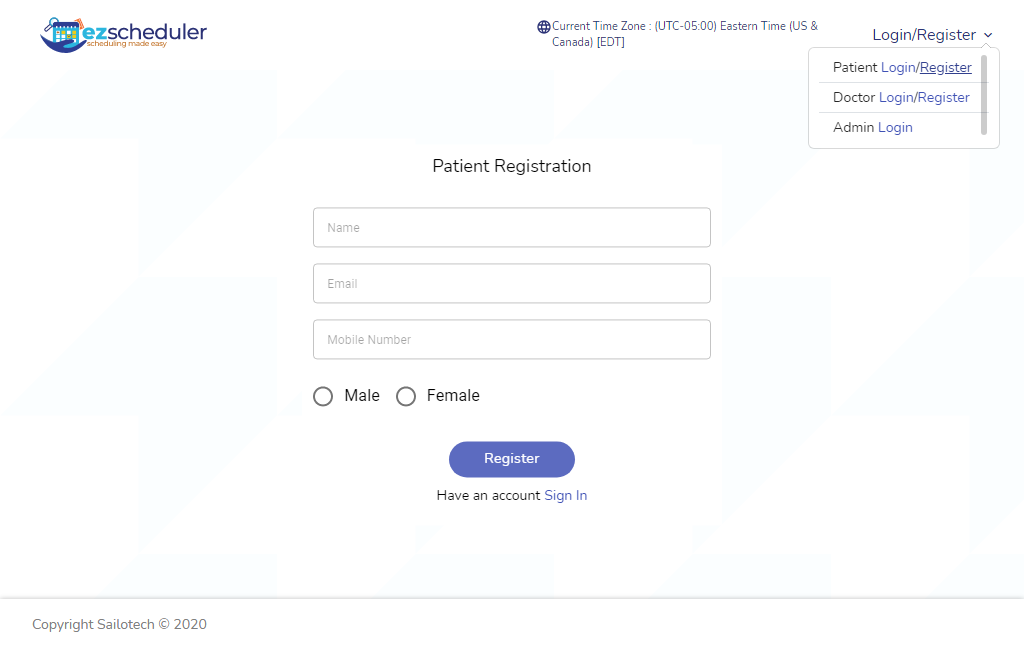 ezscheduler
scheduling made easy
Current Time Zone : (UTC-05:00) Eastern Time (US &
Canada) [EDT]
Login/Register
Patient Login/Register
Doctor Login/Register
Admin Login
Patient Registration
Name
Email
Mobile Number
Male Female
Register
Have an account Sign In
Copyright Sailotech © 2020